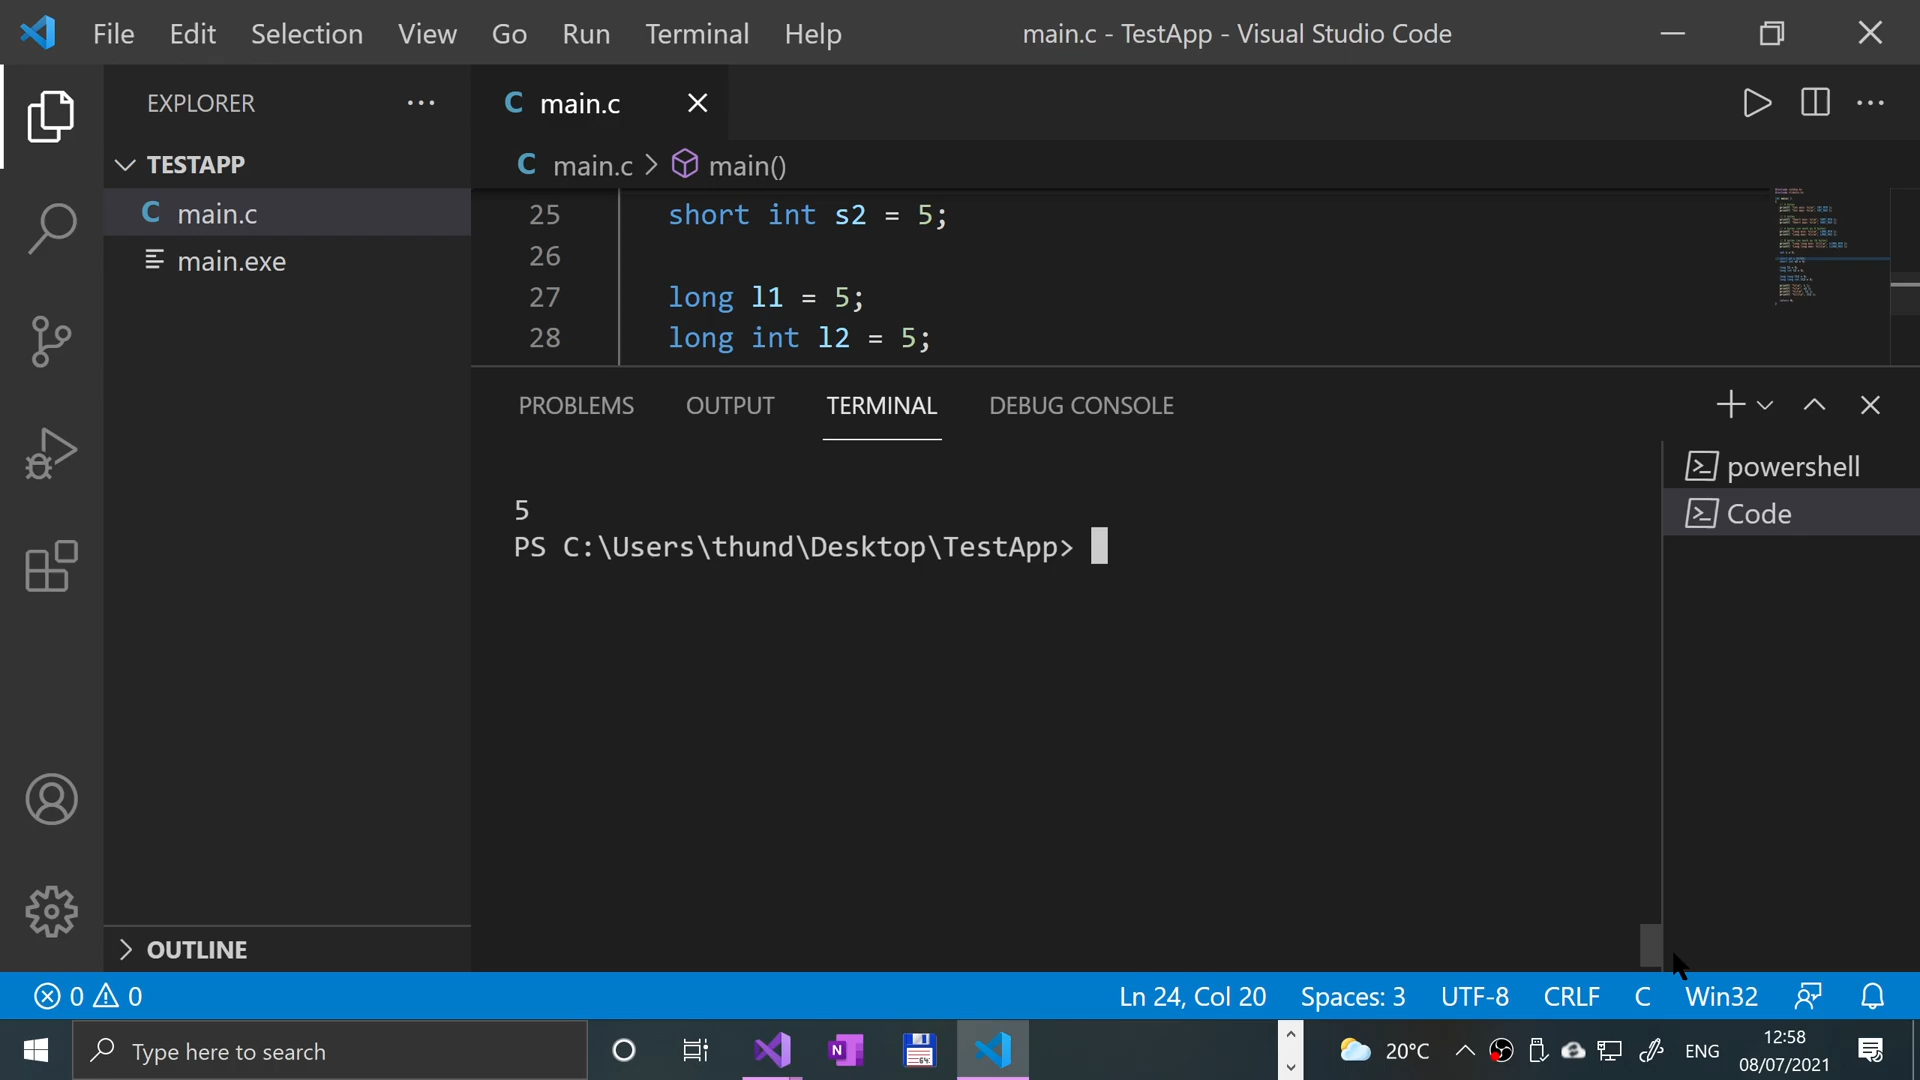 File Edit Selection View Go Run Terminal Help main.c - TestApp - Visual Studio Code
EXPLORER
C main.c
TESTAPP
C main.c > main()
C main.c
main.exe
25 short int s2 = 5;
26
27 long l1 = 5;
28 long int l2 = 5;
PROBLEMS OUTPUT TERMINAL DEBUG CONSOLE
powershell
Code
5
PS C:\Users\thund\Desktop\TestApp>
OUTLINE
0 0 Ln 24, Col 20 Spaces: 3 UTF-8 CRLF C Win32
Type here to search
N
64
20°C ENG
12:58
08/07/2021